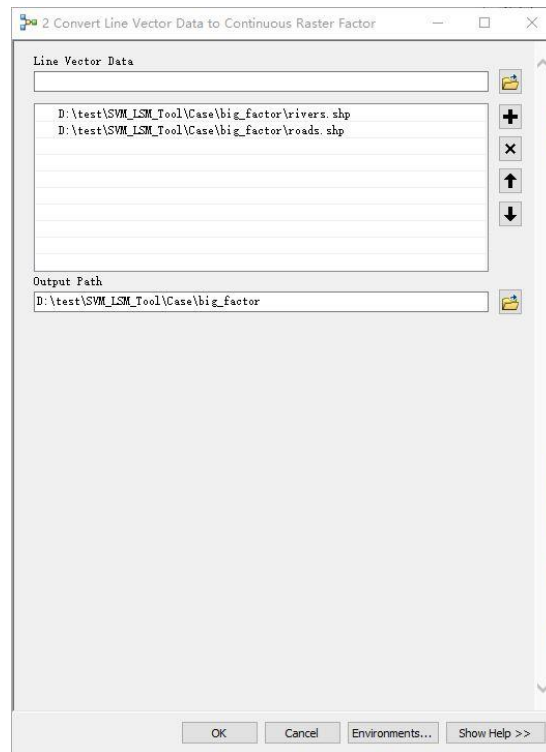 2 Convert Line Vector Data to Continuous Raster Factor
Line Vector Data
D:\test\SVM_LSM_Tool\Case\big_factor\rivers.shp
D:\test\SVM_LSM_Tool\Case\big_factor\roads.shp
Output Path
D:\test\SVM_LSM_Tool\Case\big_factor
OK Cancel Environments... Show Help >>